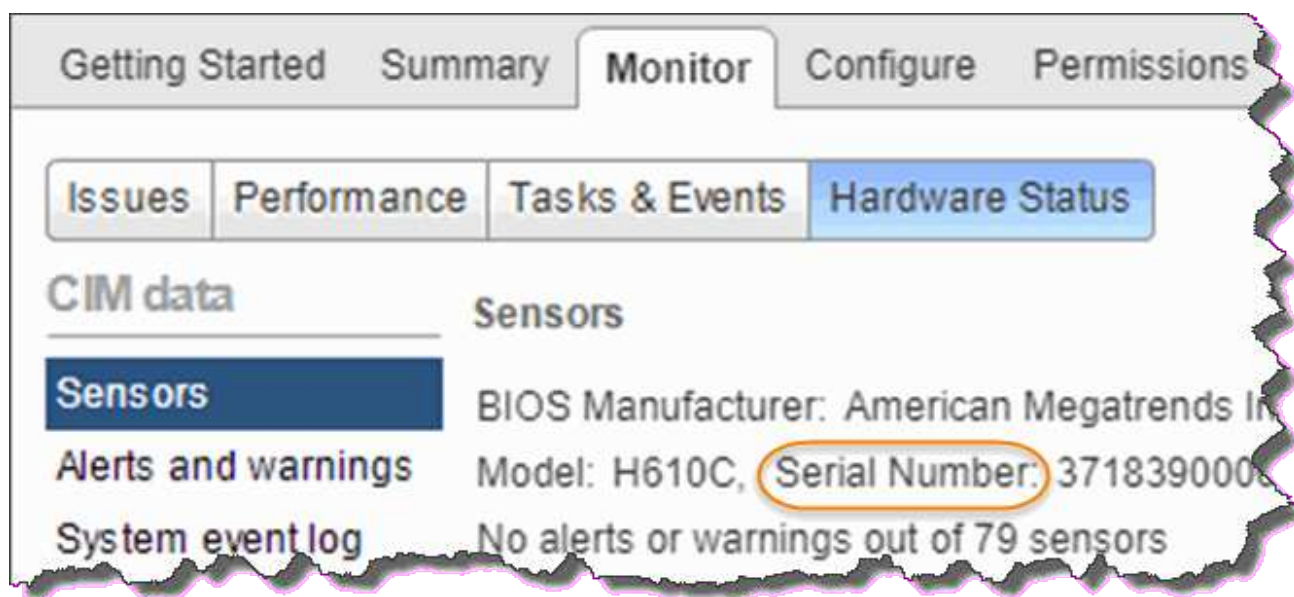 Getting Started Summary Monitor Configure Permissions
Issues Performance Tasks & Events Hardware Status
CIM data
Sensors
Sensors
Alerts and warnings
System event log
BIOS Manufacturer: American Megatrends
Model: H610C, Serial Number:
No alerts or warnings out of 79 sensors